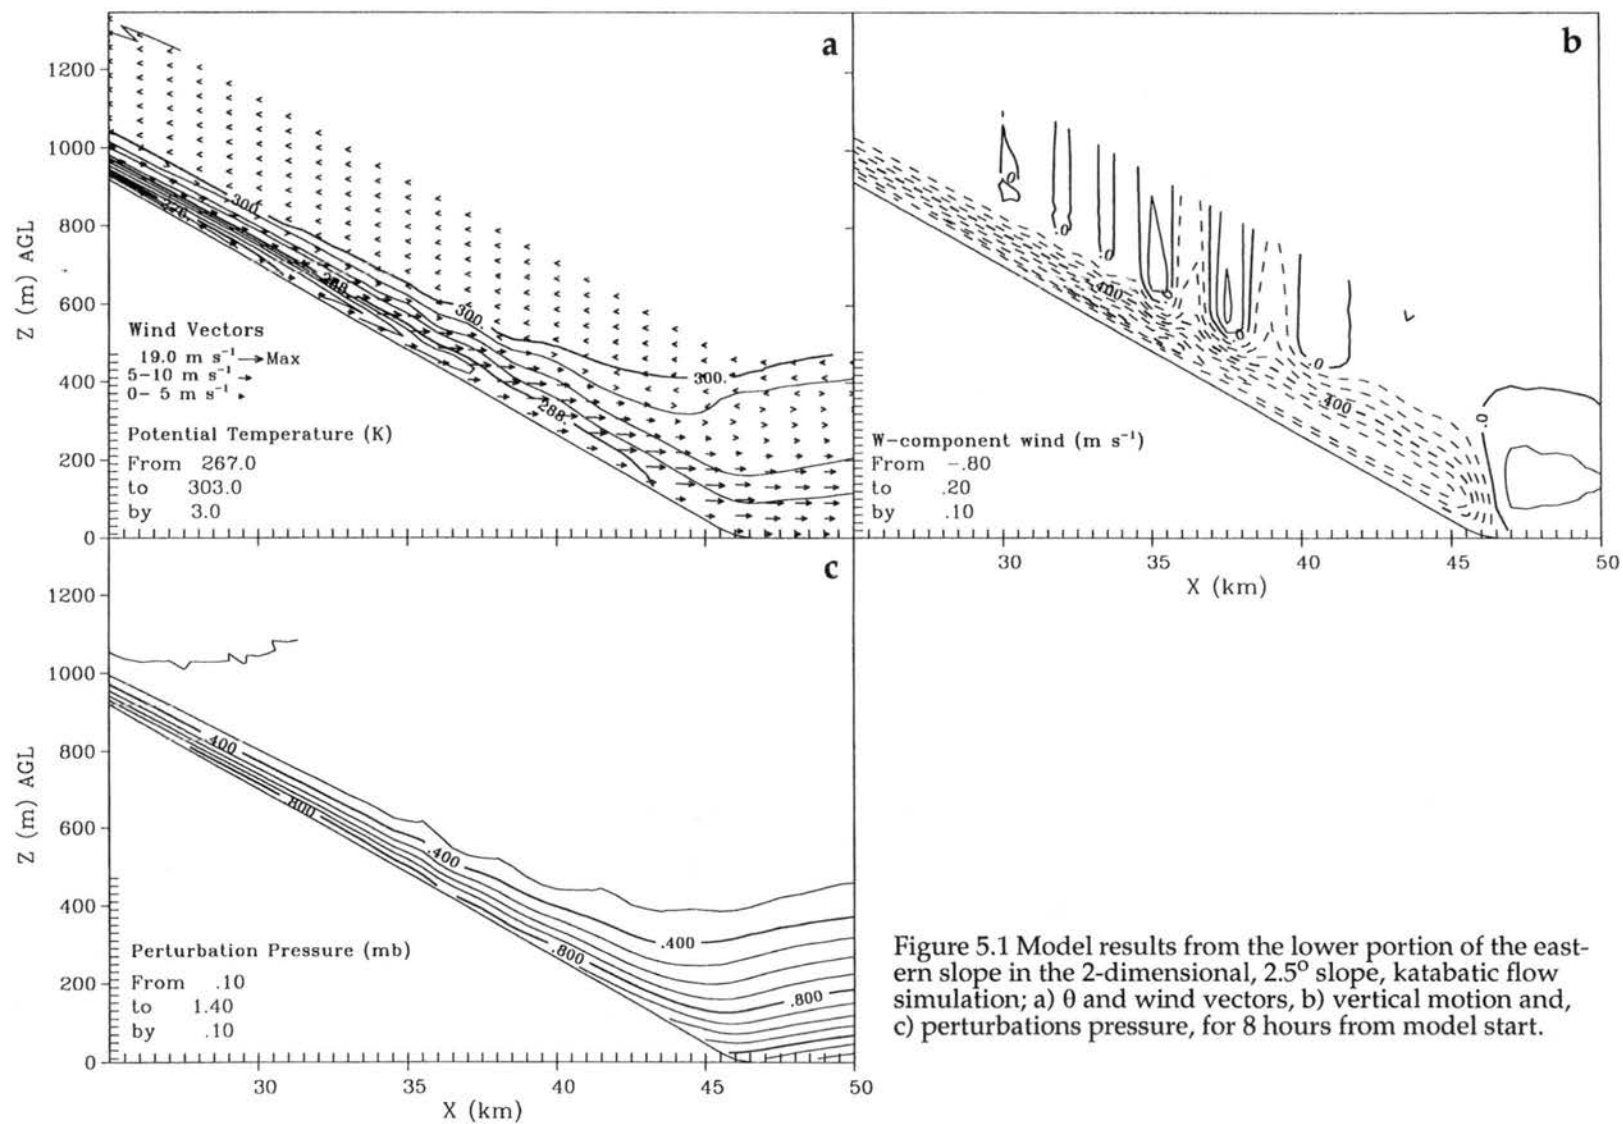 a
1200
1000
800
600
400
200
0
Z (m) AGL
300.
276.
288.
300.
288.
300.
Wind Vectors
19.0 m s⁻¹ → Max
5-10 m s⁻¹ →
0- 5 m s⁻¹ ▸
Potential Temperature (K)
From 267.0
to 303.0
by 3.0
b
.0
.0
.0
.0
.0
.0
.400
.400
.0
W-component wind (m s⁻¹)
From -.80
to .20
by .10
30
35
40
45
50
X (km)
c
1200
1000
800
600
400
200
0
Z (m) AGL
.400
.800
.400
.800
.400
.800
Perturbation Pressure (mb)
From .10
to 1.40
by .10
30
35
40
45
50
X (km)
Figure 5.1 Model results from the lower portion of the east-
ern slope in the 2-dimensional, 2.5º slope, katabatic flow
simulation; a) θ and wind vectors, b) vertical motion and,
c) perturbations pressure, for 8 hours from model start.